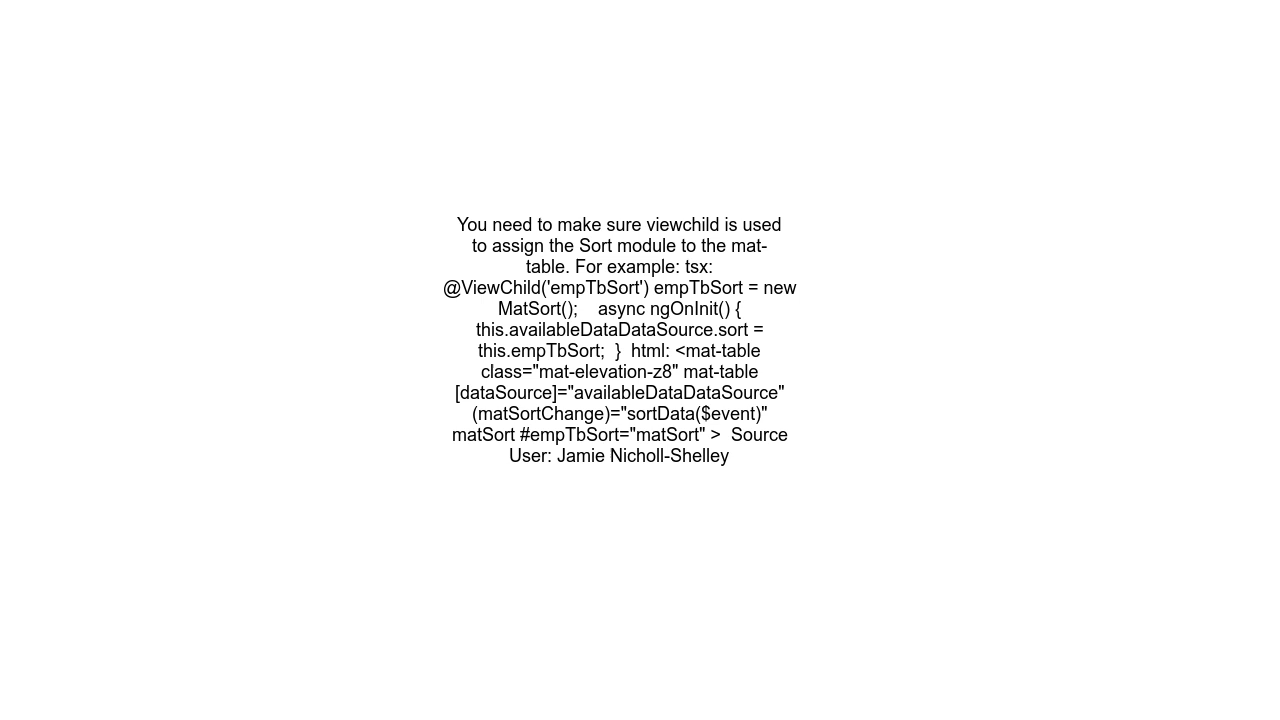 You need to make sure viewchild is used
to assign the Sort module to the mat-
table. For example: tsx:
@ViewChild('empTbSort') empTbSort = new
MatSort();    async ngOnInit() {
this.availableDataDataSource.sort =
this.empTbSort;  }  html: <mat-table
class="mat-elevation-z8" mat-table
[dataSource]="availableDataDataSource"
(matSortChange)="sortData($event)"
matSort #empTbSort="matSort" >  Source
User: Jamie Nicholl-Shelley